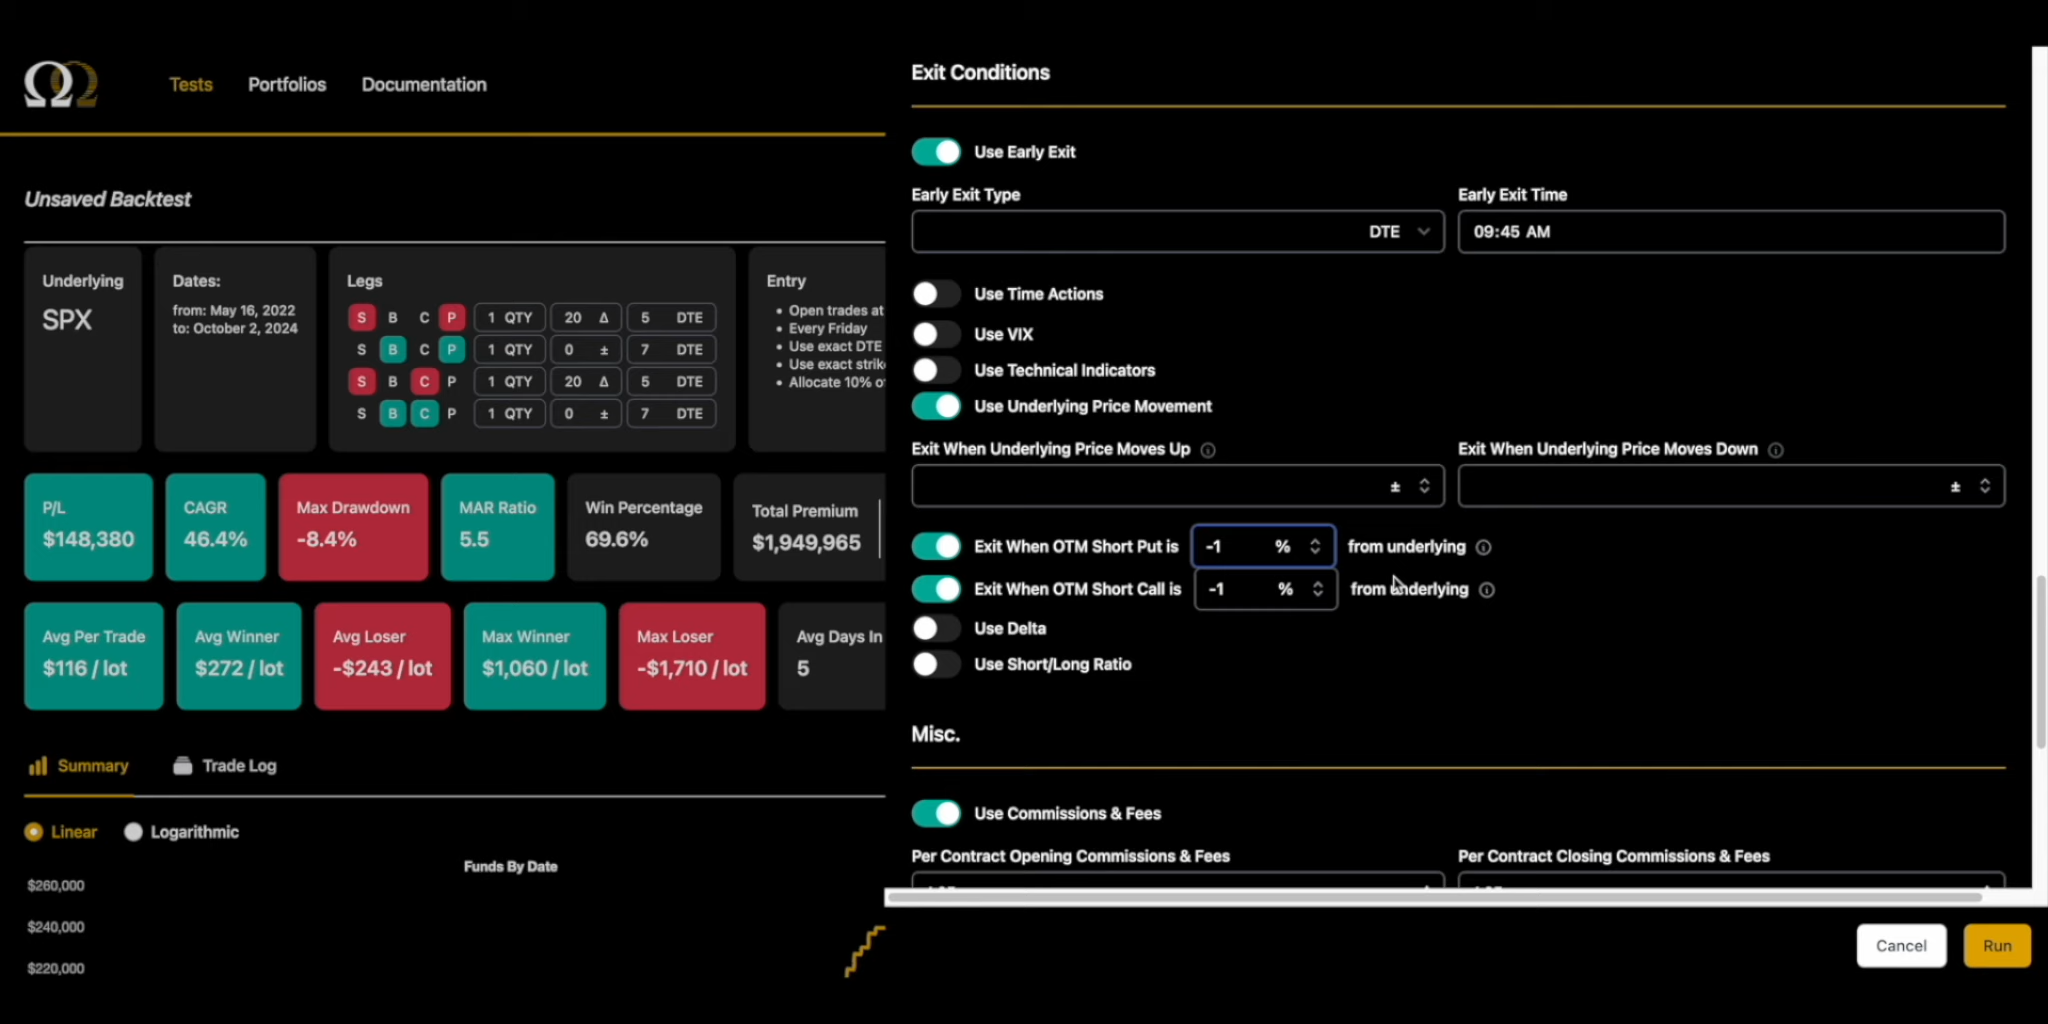 Tests Portfolios Documentation
Unsaved Backtest
Underlying
SPX
Dates:
from: May 16, 2022
to: October 2, 2024
Legs
S B C P 1 QTY 20 Δ 5 DTE
S B C P 1 QTY 0 ± 7 DTE
S B C P 1 QTY 20 Δ 5 DTE
S B C P 1 QTY 0 ± 7 DTE
Entry
• Open trades at
• Every Friday
• Use exact DTE
• Use exact strik
• Allocate 10% o
P/L
$148,380
CAGR
46.4%
Max Drawdown
-8.4%
MAR Ratio
5.5
Win Percentage
69.6%
Total Premium
$1,949,965
Avg Per Trade
$116 / lot
Avg Winner
$272 / lot
Avg Loser
-$243 / lot
Max Winner
$1,060 / lot
Max Loser
-$1,710 / lot
Avg Days In
5
Summary Trade Log
Linear Logarithmic
Funds By Date
$260,000
$240,000
$220,000
Exit Conditions
Use Early Exit
Early Exit Type
DTE
Early Exit Time
09:45 AM
Use Time Actions
Use VIX
Use Technical Indicators
Use Underlying Price Movement
Exit When Underlying Price Moves Up
±
Exit When Underlying Price Moves Down
±
Exit When OTM Short Put is -1 % from underlying
Exit When OTM Short Call is -1 % from underlying
Use Delta
Use Short/Long Ratio
Misc.
Use Commissions & Fees
Per Contract Opening Commissions & Fees
Per Contract Closing Commissions & Fees
Cancel Run